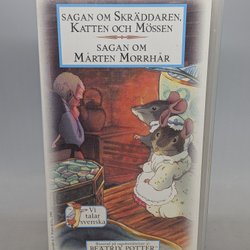 SAGAN OM SKRÄDDAREN,
KATTEN OCH MÖSSEN
SAGAN OM
MÅRTEN MORRHÅR
Vi
talar
svenska
BEATRIX POTTER